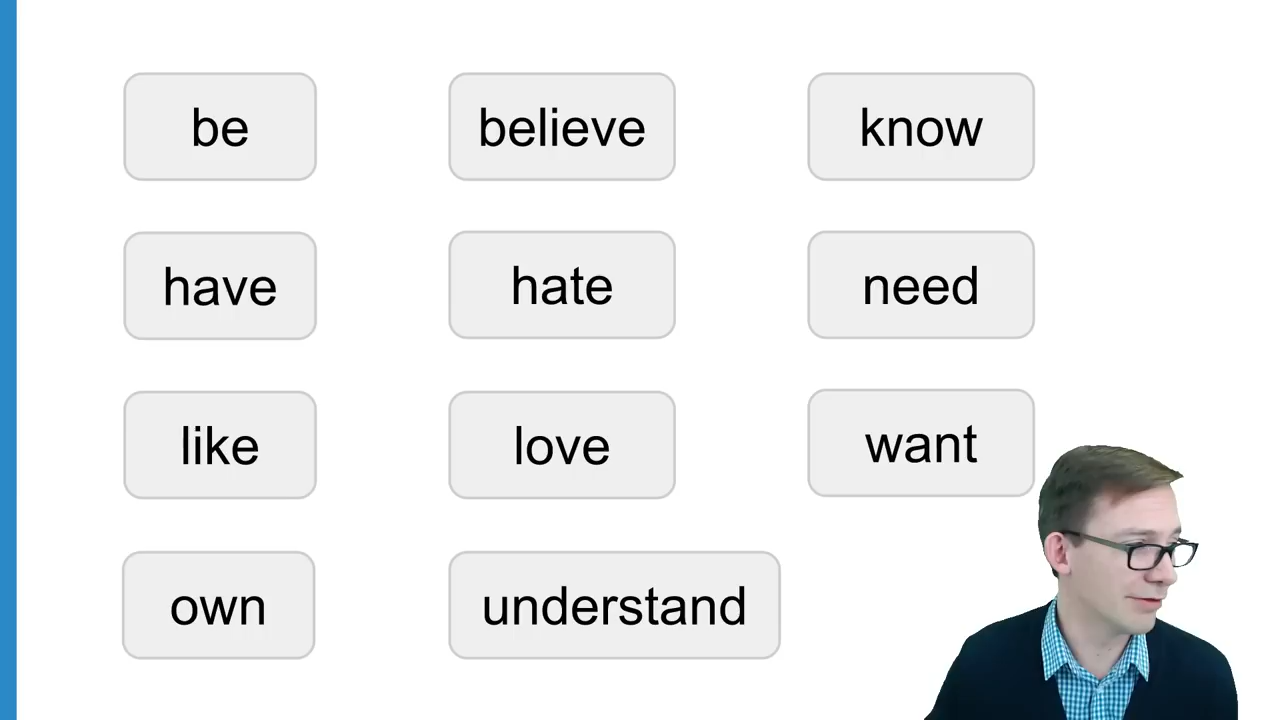 be
believe
know
have
hate
need
like
love
want
own
understand